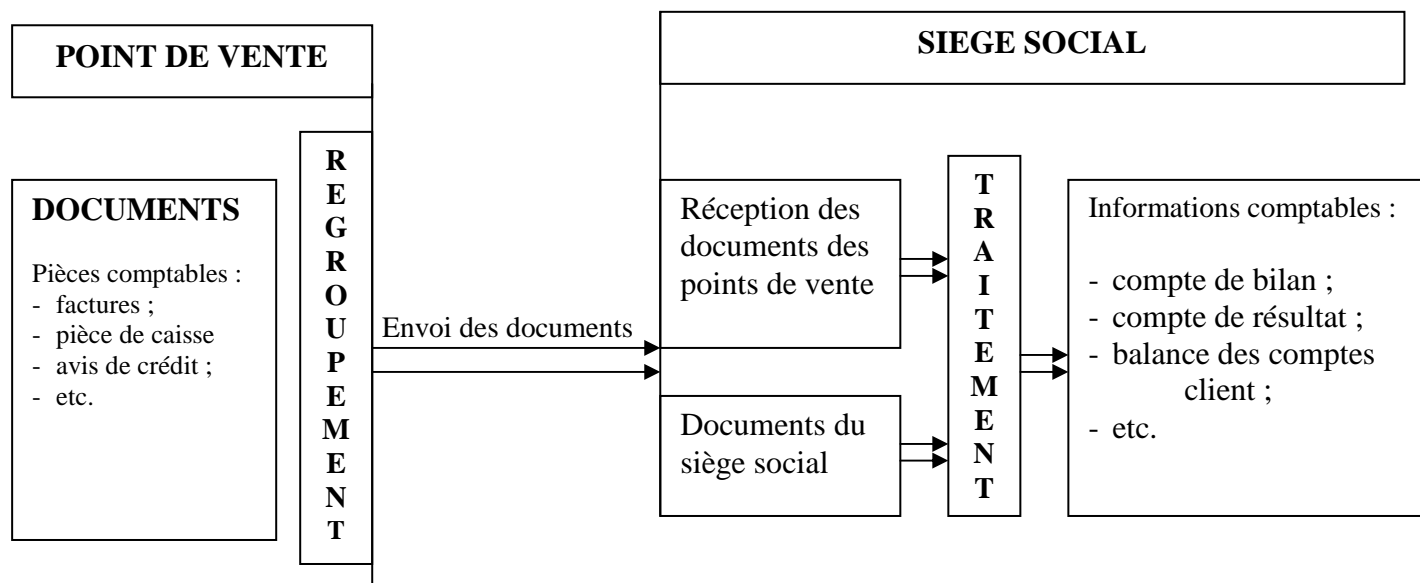 POINT DE VENTE
SIEGE SOCIAL
DOCUMENTS
Pièces comptables :
- factures ;
- pièce de caisse
- avis de crédit ;
- etc.
R
E
G
R
O
U
P
E
M
E
N
T
Envoi des documents
Réception des
documents des
points de vente
Documents du
siège social
T
R
A
I
T
E
M
E
N
T
Informations comptables :
- compte de bilan ;
- compte de résultat ;
- balance des comptes
client ;
- etc.